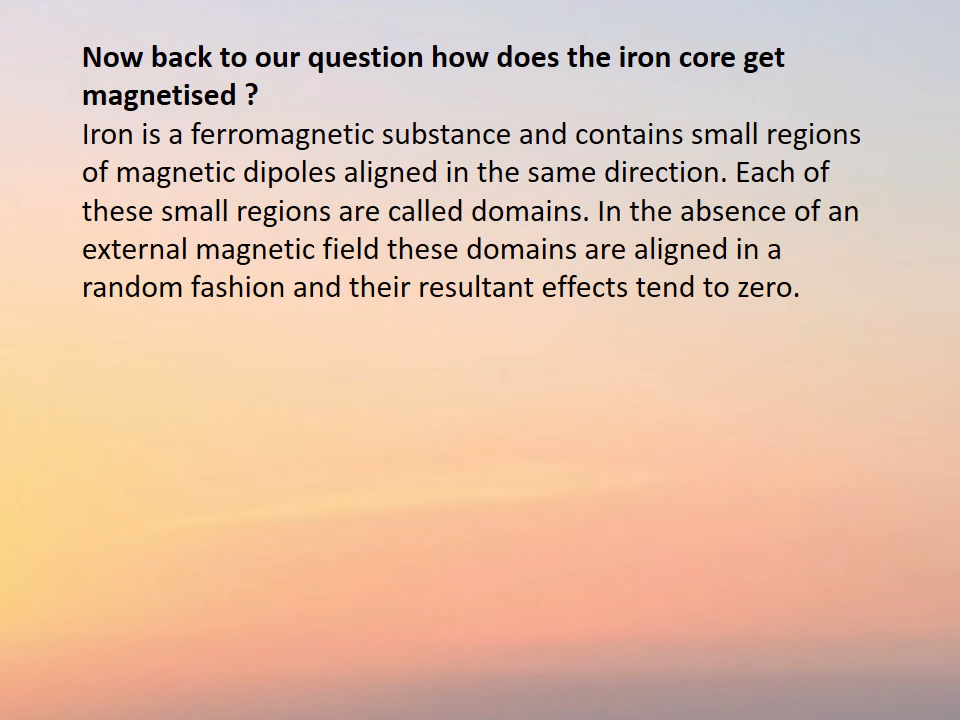 Now back to our question how does the iron core get
magnetised ?
Iron is a ferromagnetic substance and contains small regions
of magnetic dipoles aligned in the same direction. Each of
these small regions are called domains. In the absence of an
external magnetic field these domains are aligned in a
random fashion and their resultant effects tend to zero.